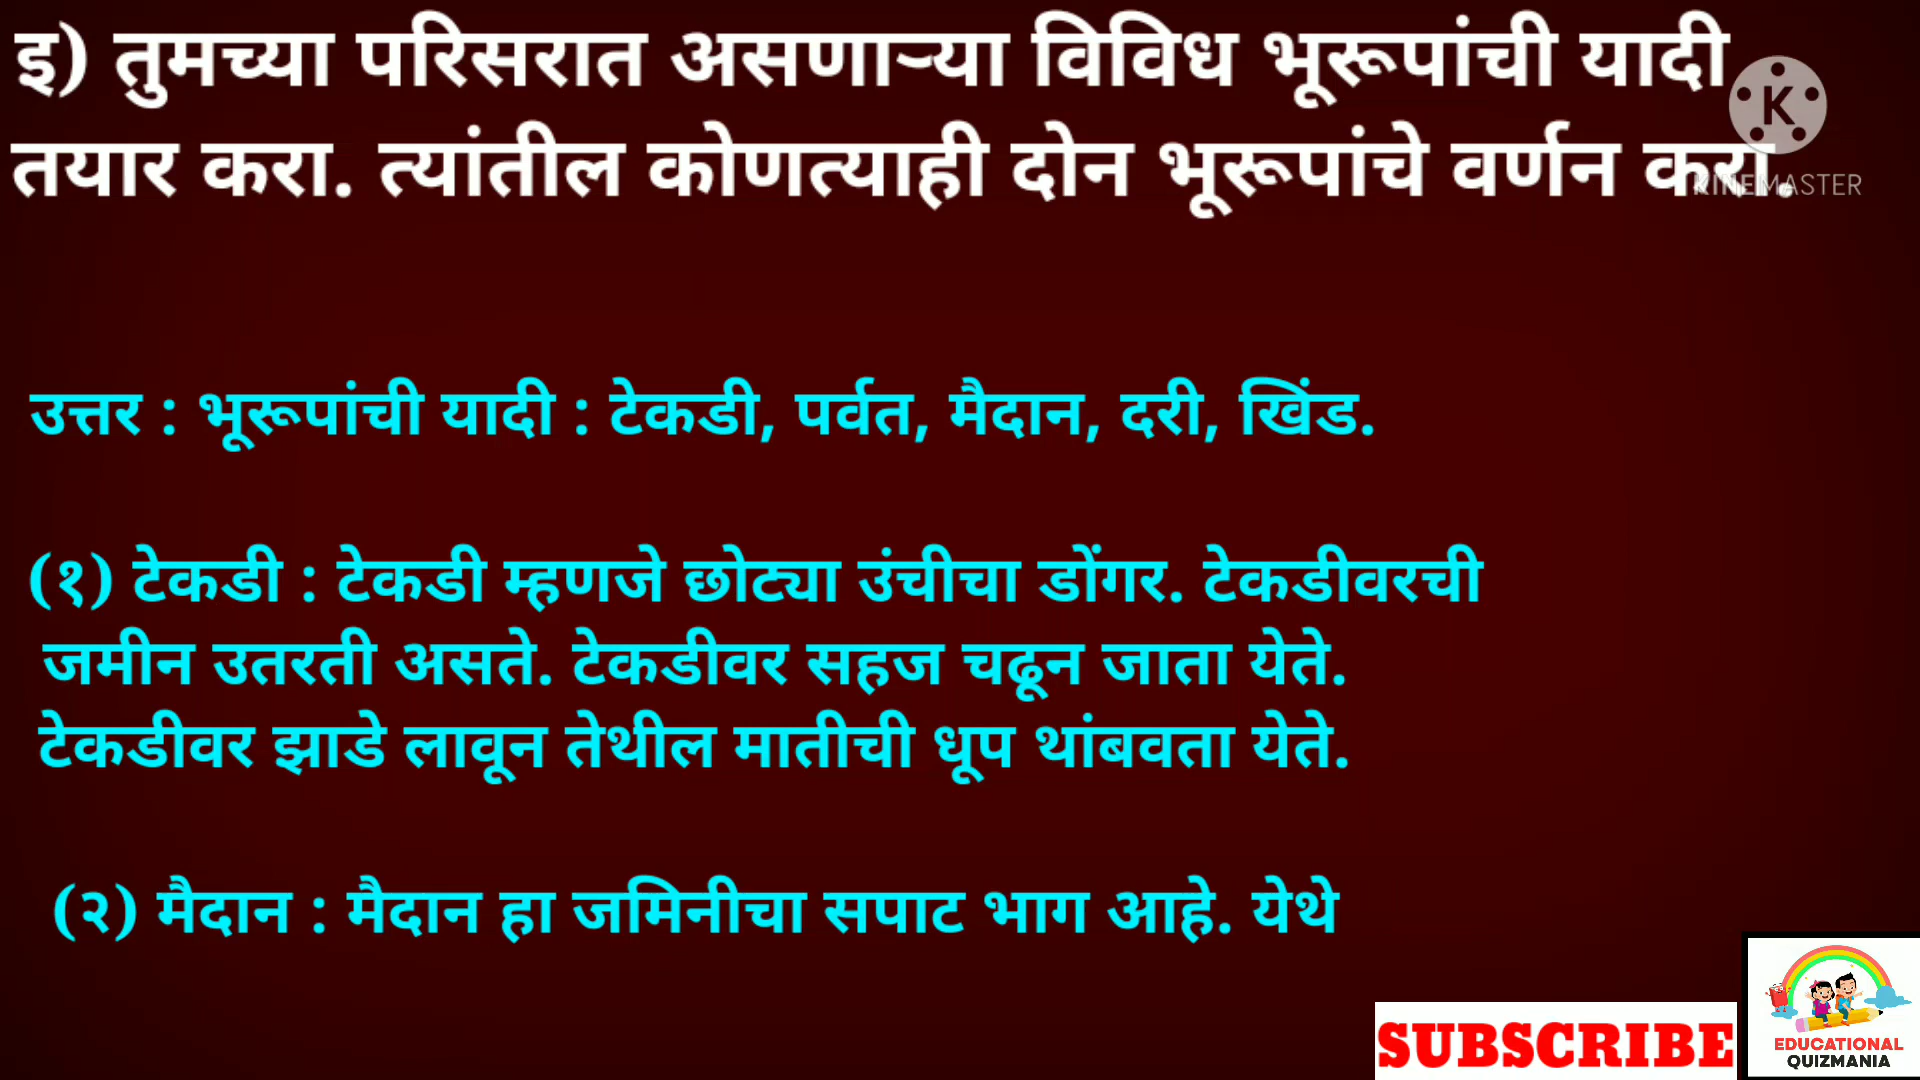 इ) तुमच्या परिसरात असणाऱ्या विविध भूरूपांची यादी
तयार करा. त्यांतील कोणत्याही दोन भूरूपांचे वर्णन करा.
K
KINEMASTER
उत्तर : भूरूपांची यादी : टेकडी, पर्वत, मैदान, दरी, खिंड.
(१) टेकडी : टेकडी म्हणजे छोट्या उंचीचा डोंगर. टेकडीवरची
जमीन उतरती असते. टेकडीवर सहज चढून जाता येते.
टेकडीवर झाडे लावून तेथील मातीची धूप थांबवता येते.
(२) मैदान : मैदान हा जमिनीचा सपाट भाग आहे. येथे
SUBSCRIBE
EDUCATIONAL
QUIZMANIA